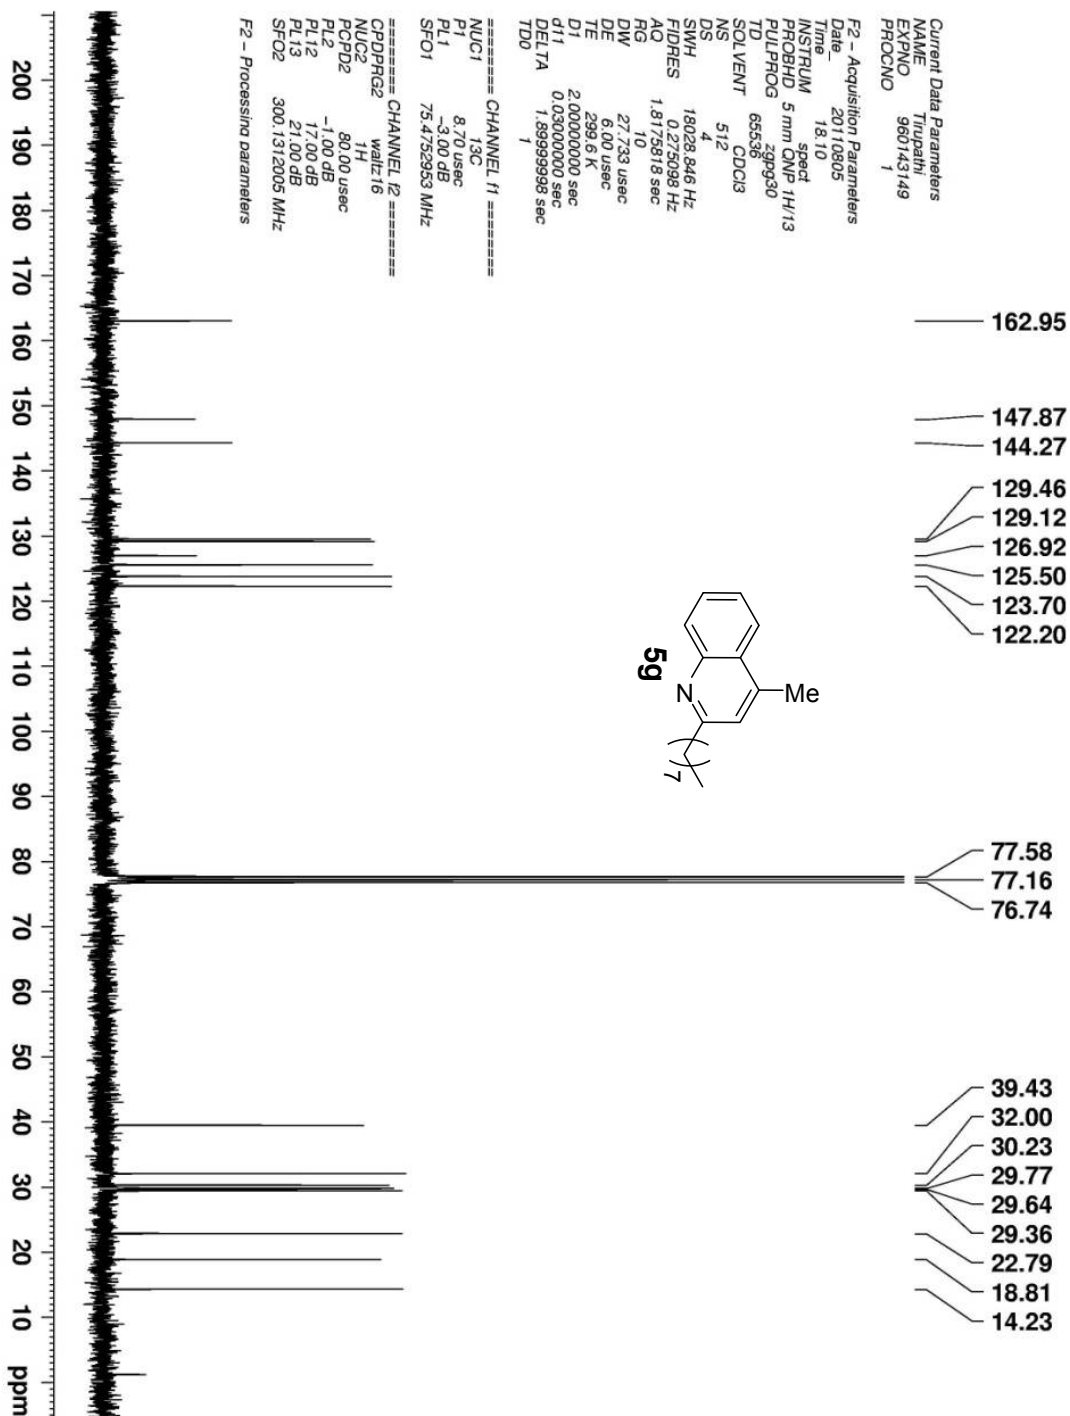 Current Data Parameters
NAME Tirupathi
EXPNO 960143149
PROCNO 1
F2 - Acquisition Parameters
Date_ 20110805
Time 18.10
INSTRUM spect
PROBHD 5 mm QNP 1H/13
PULPROG zgpg30
TD 65536
SOLVENT CDCl3
NS 512
DS 4
SWH 18028.846 Hz
FIDRES 0.275098 Hz
AQ 1.8175818 sec
RG 10
DW 27.733 usec
DE 6.00 usec
TE 299.6 K
D1 2.00000000 sec
d11 0.03000000 sec
DELTA 1.89999998 sec
TD0 1
======== CHANNEL f1 ========
NUC1 13C
P1 8.70 usec
PL1 -3.00 dB
SFO1 75.4752953 MHz
======== CHANNEL f2 ========
CPDPRG2 waltz16
NUC2 1H
PCPD2 80.00 usec
PL2 -1.00 dB
PL12 17.00 dB
PL13 21.00 dB
SFO2 300.1312005 MHz
F2 - Processing parameters
162.95
147.87
144.27
129.46
129.12
126.92
125.50
123.70
122.20
77.58
77.16
76.74
39.43
32.00
30.23
29.77
29.64
29.36
22.79
18.81
14.23
Me
N
7
5g
200 190 180 170 160 150 140 130 120 110 100 90 80 70 60 50 40 30 20 10 ppm